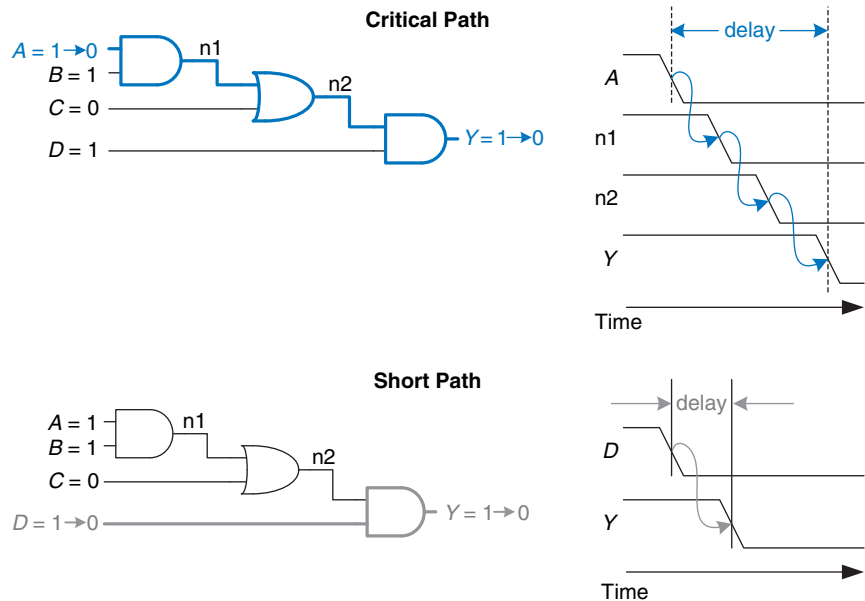 Critical Path
A = 1→0
B = 1
C = 0
D = 1
n1
n2
Y = 1→0
delay
A
n1
n2
Y
Time
Short Path
A = 1
B = 1
C = 0
D = 1→0
n1
n2
Y = 1→0
delay
D
Y
Time